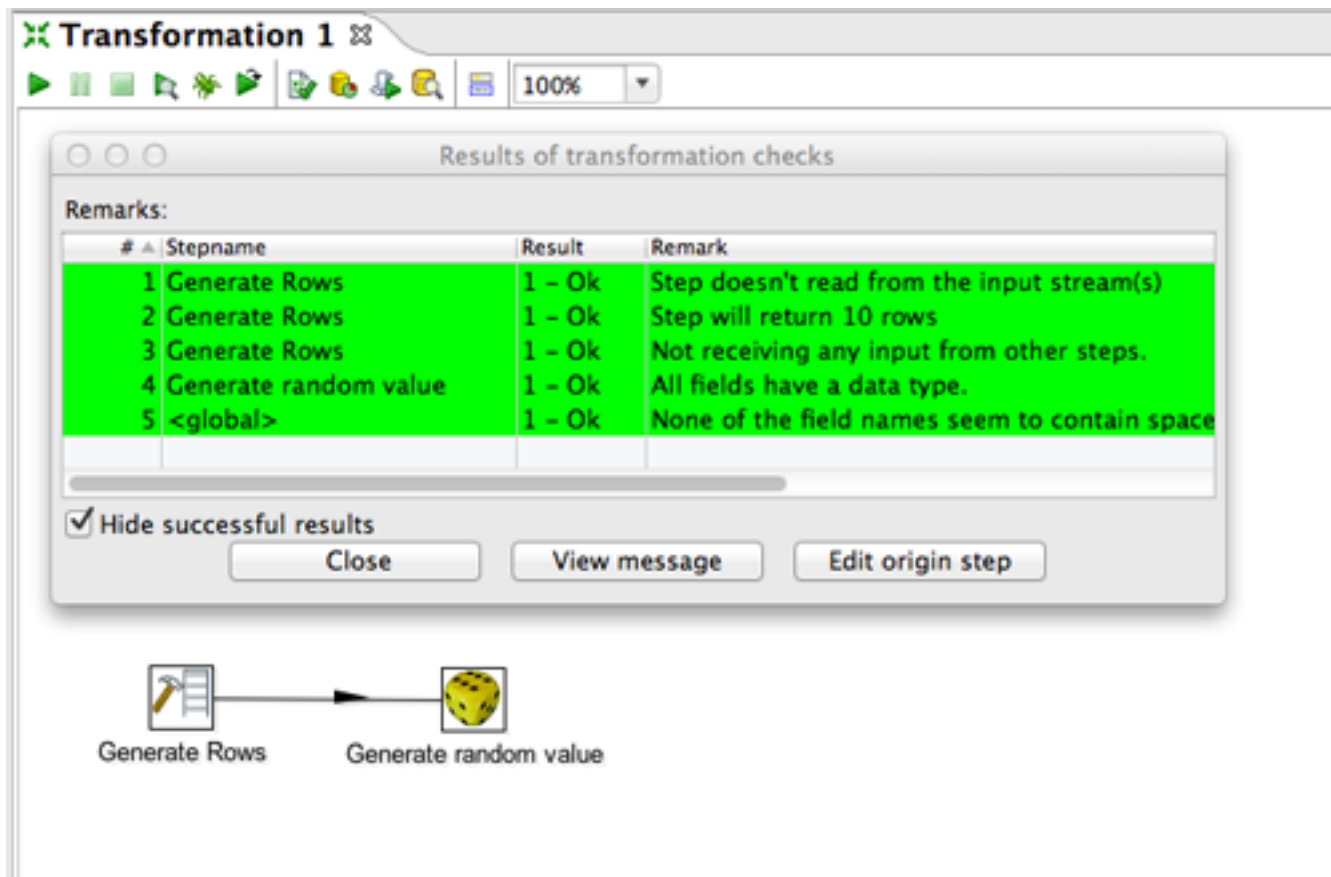 Transformation 1
100%
Results of transformation checks
Remarks:
# Stepname Result Remark
1 Generate Rows 1 - Ok Step doesn't read from the input stream(s)
2 Generate Rows 1 - Ok Step will return 10 rows
3 Generate Rows 1 - Ok Not receiving any input from other steps.
4 Generate random value 1 - Ok All fields have a data type.
5 <global> 1 - Ok None of the field names seem to contain space
Hide successful results
Close View message Edit origin step
Generate Rows Generate random value